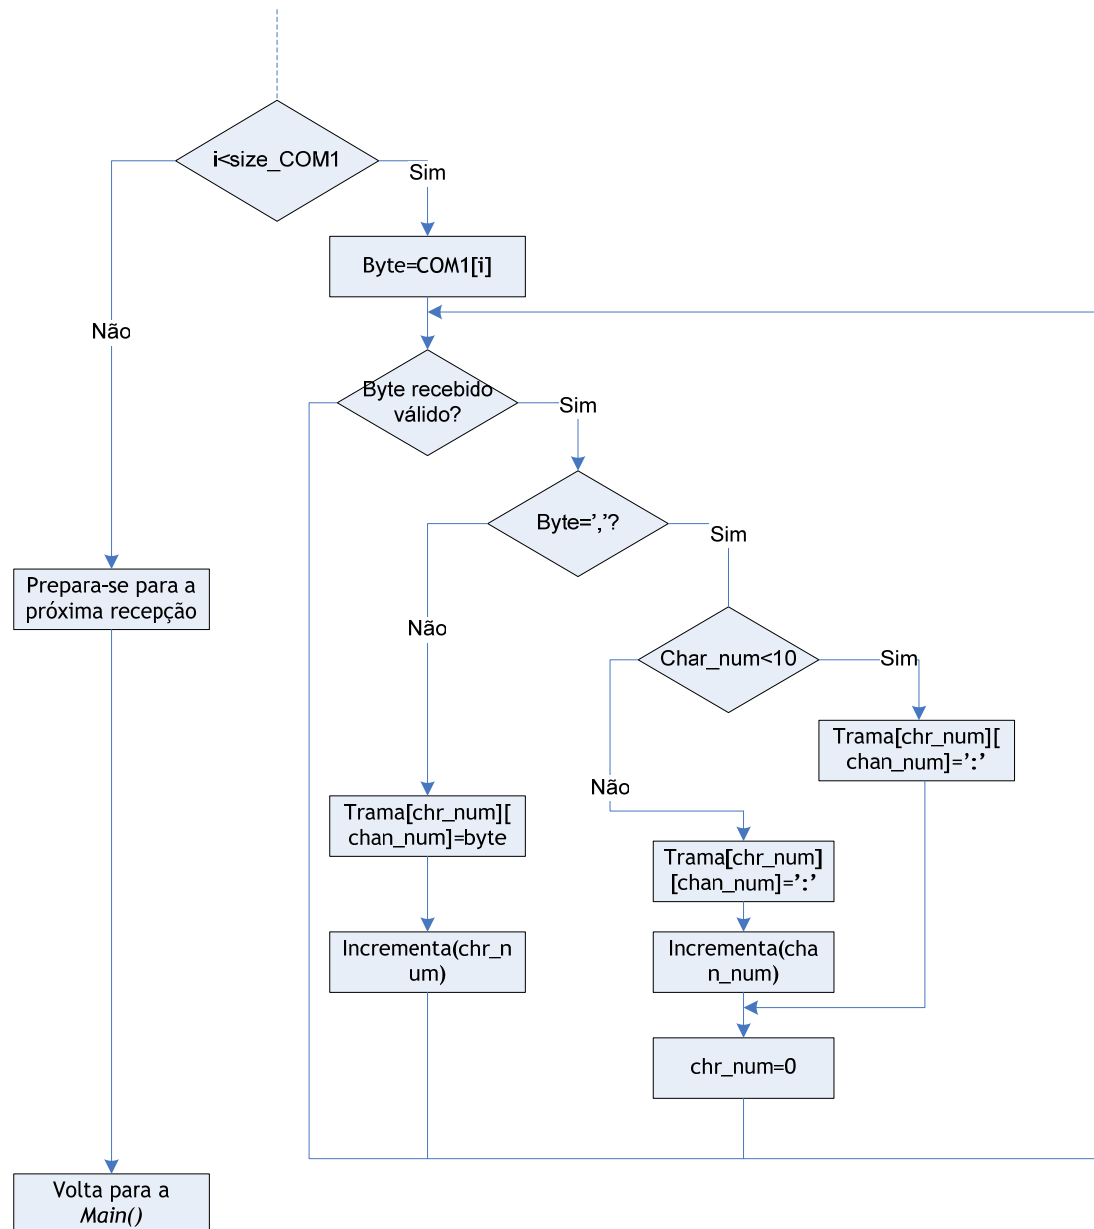 i<size_COM1
Sim
Byte=COM1[i]
Não
Byte recebido
válido?
Sim
Byte=','?
Sim
Prepara-se para a
próxima recepção
Não
Char_num<10
Sim
Trama[chr_num][
chan_num]=':'
Não
Trama[chr_num][
chan_num]=byte
Trama[chr_num]
[chan_num]=':'
Incrementa(chr_n
um)
Incrementa(cha
n_num)
chr_num=0
Volta para a
Main()